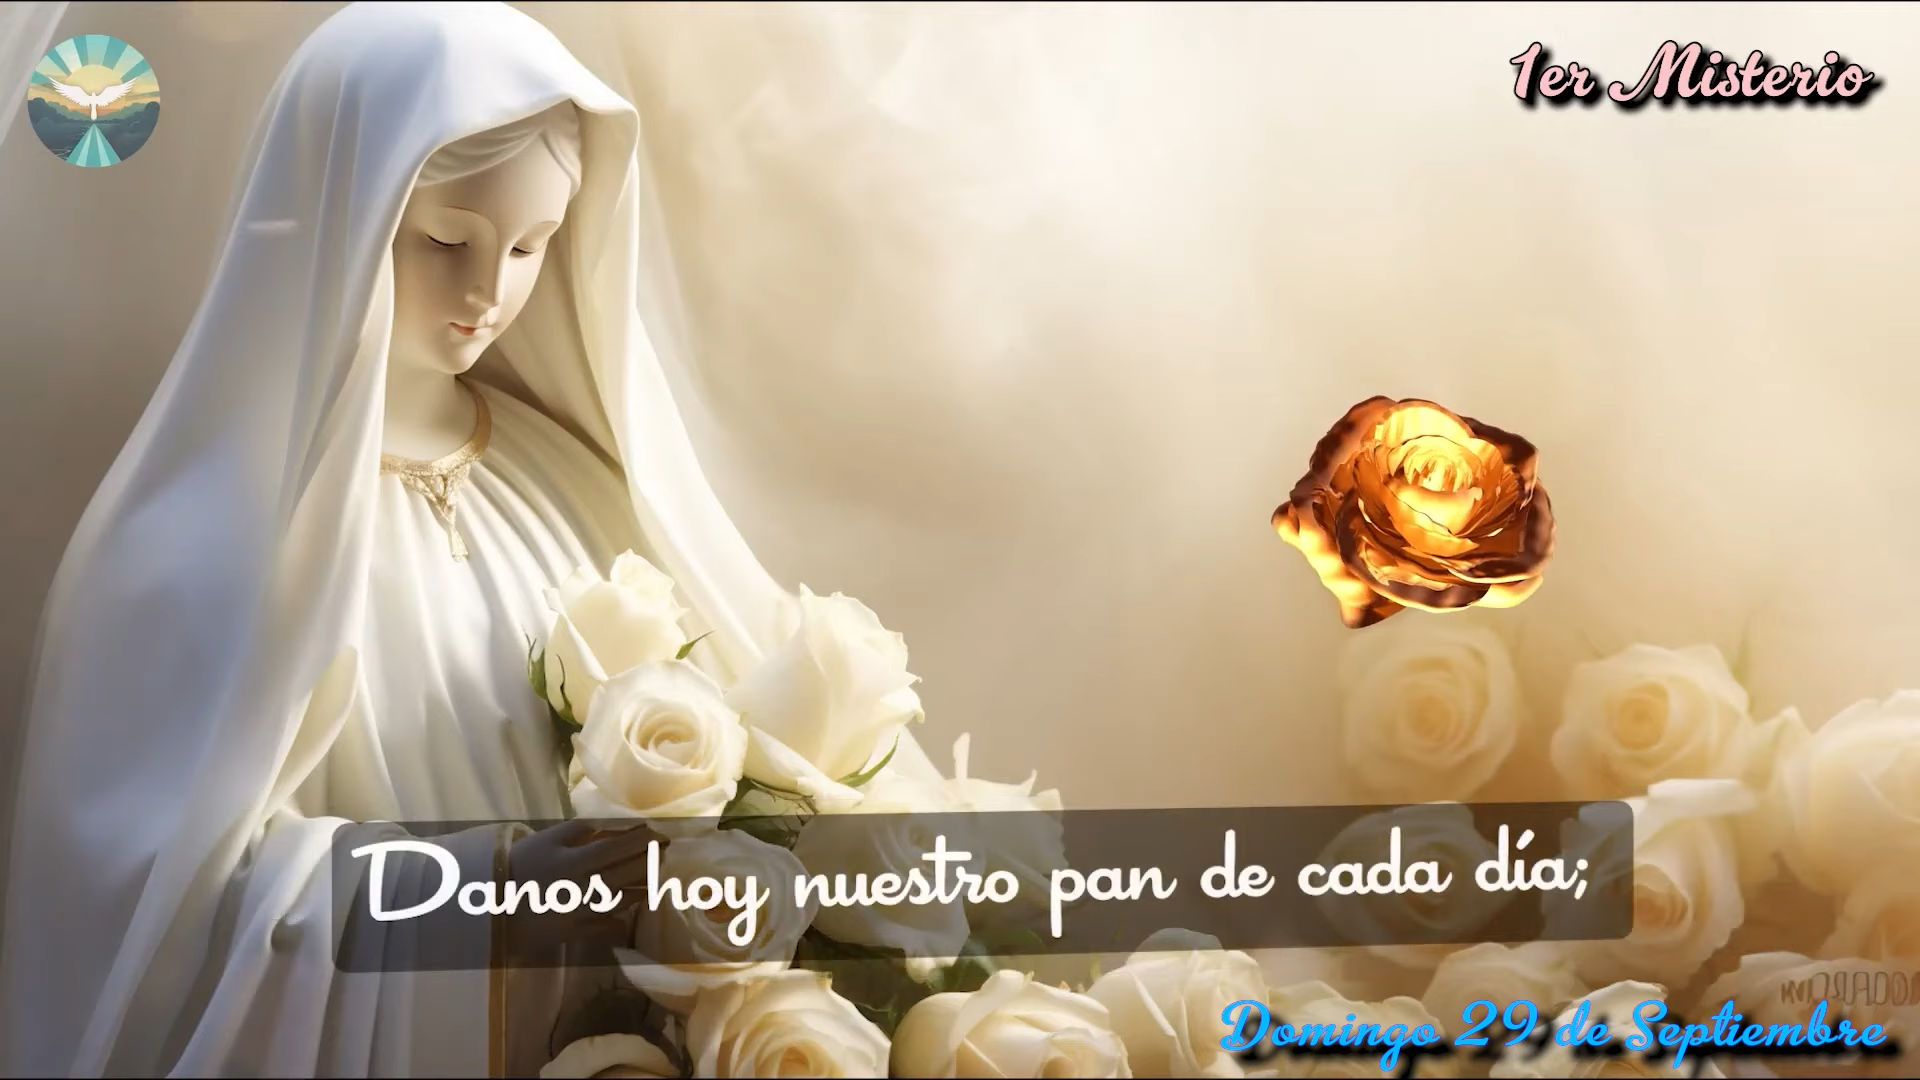 1er Misterio
Danos hoy nuestro pan de cada día;
Domingo 29 de Septiembre